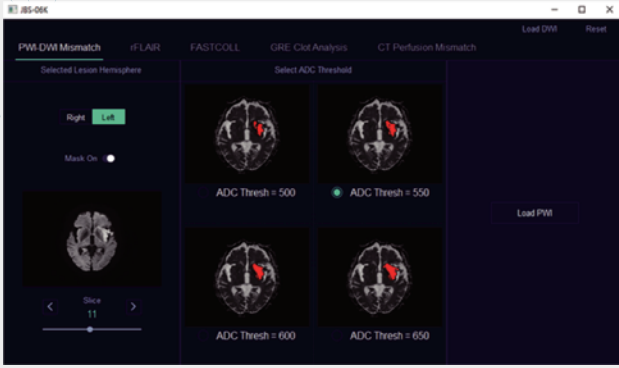 JBS-06K
Load DWI Reset
PWI-DWI Mismatch rFLAIR FASTCOLL GRE Clot Analysis CT Perfusion Mismatch
Selected Lesion Hemisphere
Select ADC Threshold
Right Left
Mask On
ADC Thresh = 500
ADC Thresh = 550
Load PWI
Slice
11
ADC Thresh = 600
ADC Thresh = 650